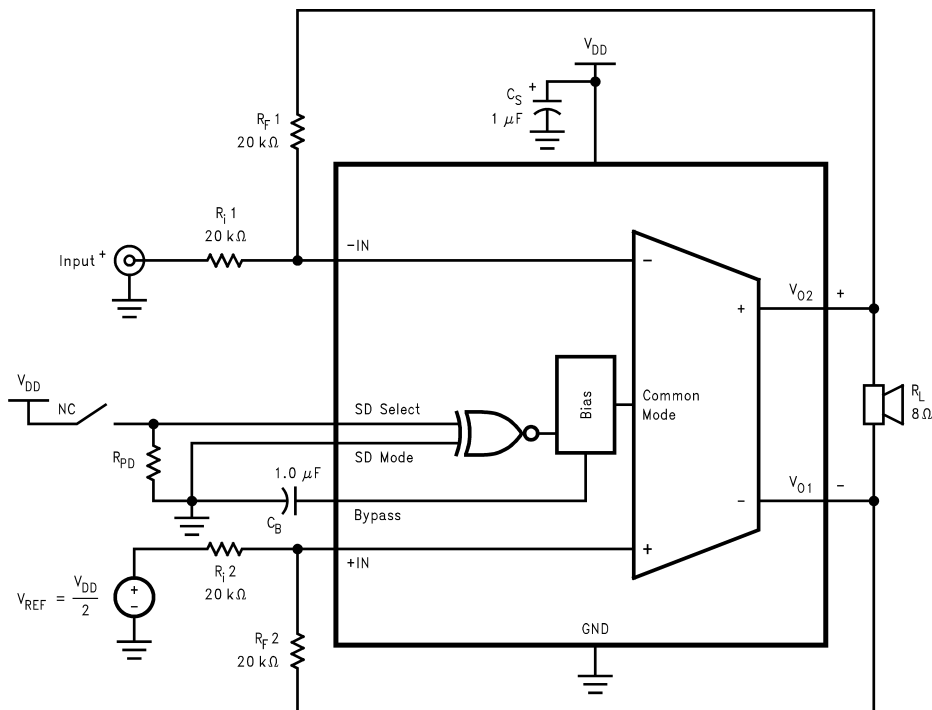 V_DD
C_S +
1 μF
R_F 1
20 kΩ
R_i 1
20 kΩ
-IN
Input +
-
V_O2 +
+
V_DD
NC
SD Select
Bias
Common
Mode
R_L
8 Ω
R_PD
SD Mode
1.0 μF
V_O1 -
-
C_B
Bypass
+
+IN
R_i 2
20 kΩ
+
-
V_REF = V_DD/2
GND
R_F 2
20 kΩ